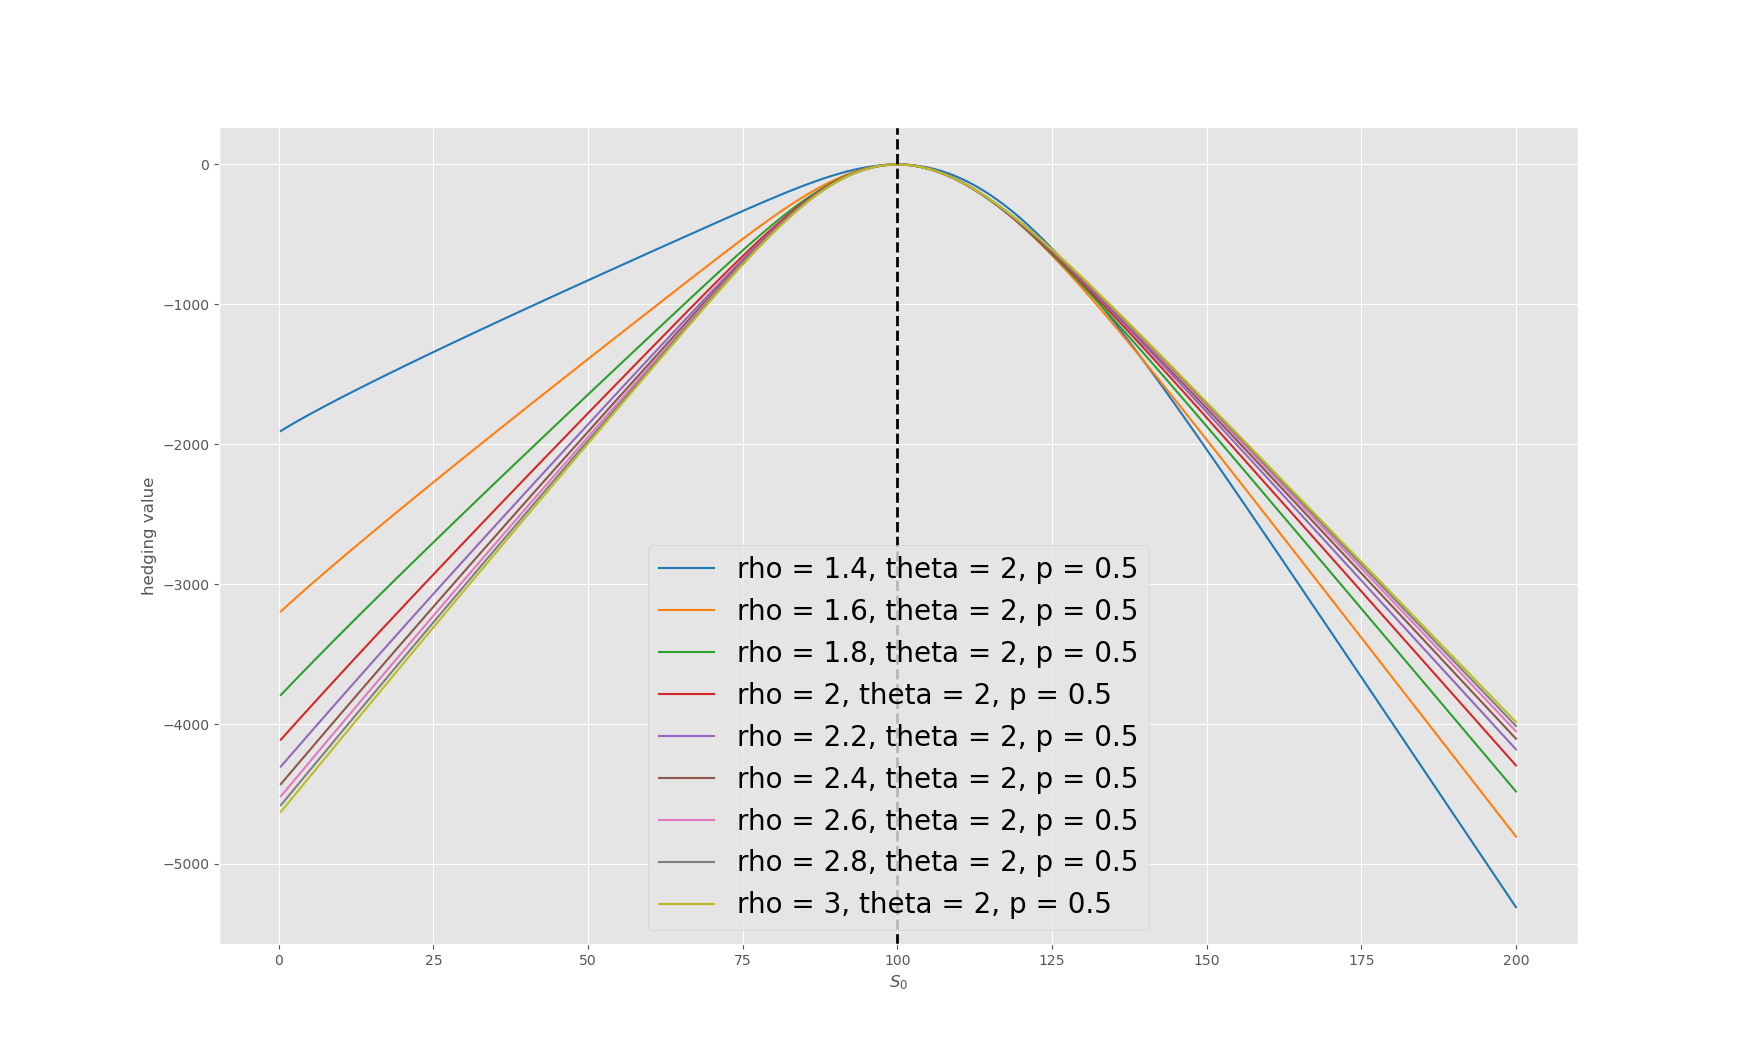 0
−1000
−2000
−3000
−4000
−5000
hedging value
rho = 1.4, theta = 2, p = 0.5
rho = 1.6, theta = 2, p = 0.5
rho = 1.8, theta = 2, p = 0.5
rho = 2, theta = 2, p = 0.5
rho = 2.2, theta = 2, p = 0.5
rho = 2.4, theta = 2, p = 0.5
rho = 2.6, theta = 2, p = 0.5
rho = 2.8, theta = 2, p = 0.5
rho = 3, theta = 2, p = 0.5
0 25 50 75 100 125 150 175 200
S₀